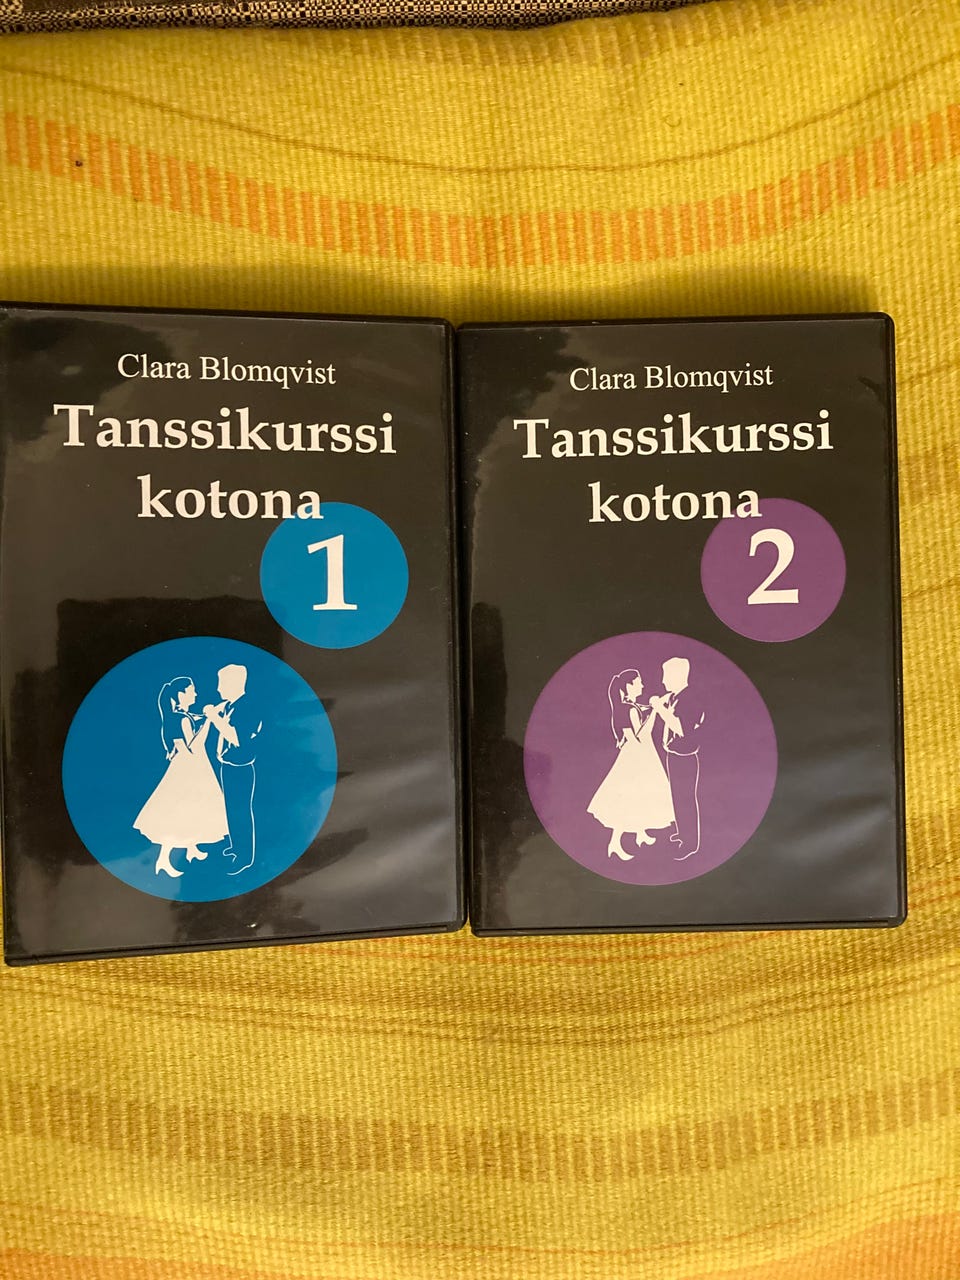 Clara Blomqvist
Tanssikurssi
kotona
1
Clara Blomqvist
Tanssikurssi
kotona
2